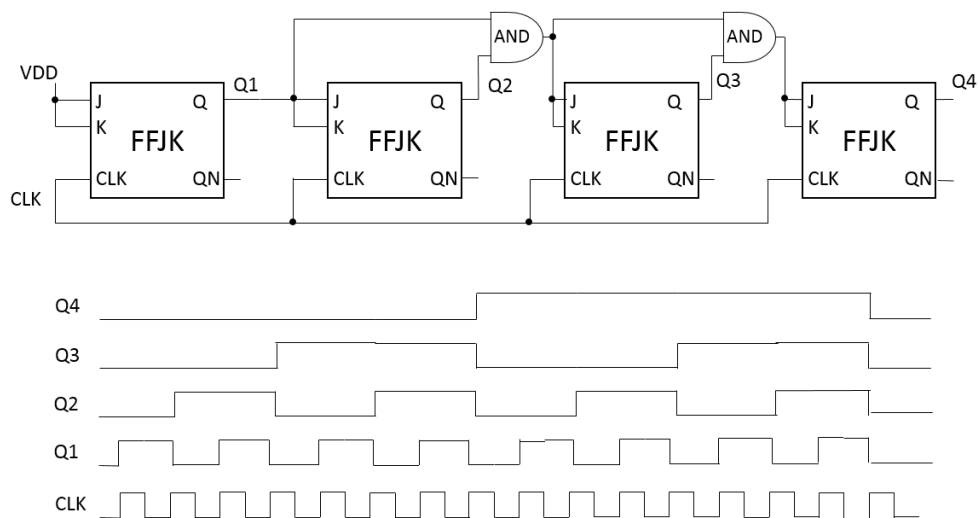 AND AND
VDD Q1 Q2 Q3 Q4
J Q J Q J Q J Q
K K K K
FFJK FFJK FFJK FFJK
CLK QN CLK QN CLK QN CLK QN
CLK
Q4
Q3
Q2
Q1
CLK